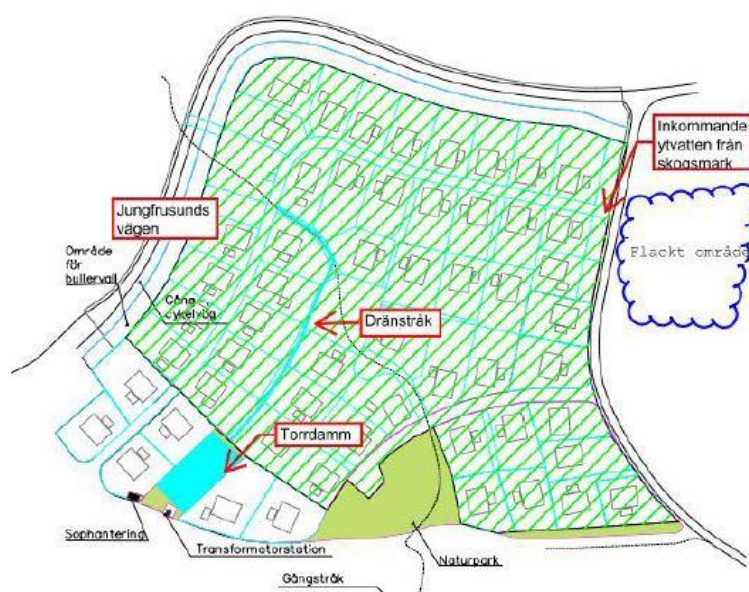 Inkommande
ytvatten från
skogsmark
Jungfrusunds
vägen
Flackt område
Område
för
bullervall
Gång
cykelväg
Dränstråk
Torrdamm
Sophantering
Transformatorstation
Naturpark
Gångstråk